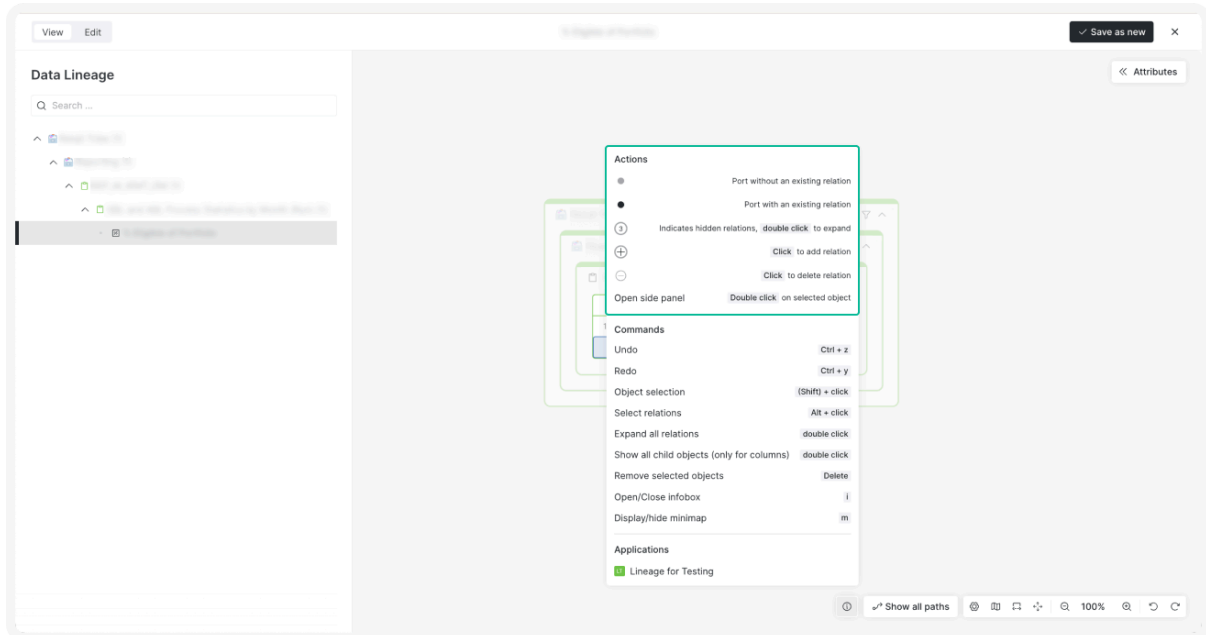 View Edit
Save as new
Data Lineage
Attributes
Search ...
Actions
Port without an existing relation
Port with an existing relation
3 Indicates hidden relations, double click to expand
Click to add relation
Click to delete relation
Open side panel Double click on selected object
Commands
Undo Ctrl + z
Redo Ctrl + y
Object selection (Shift) + click
Select relations Alt + click
Expand all relations double click
Show all child objects (only for columns) double click
Remove selected objects Delete
Open/Close infobox i
Display/hide minimap m
Applications
LT Lineage for Testing
Show all paths 100%